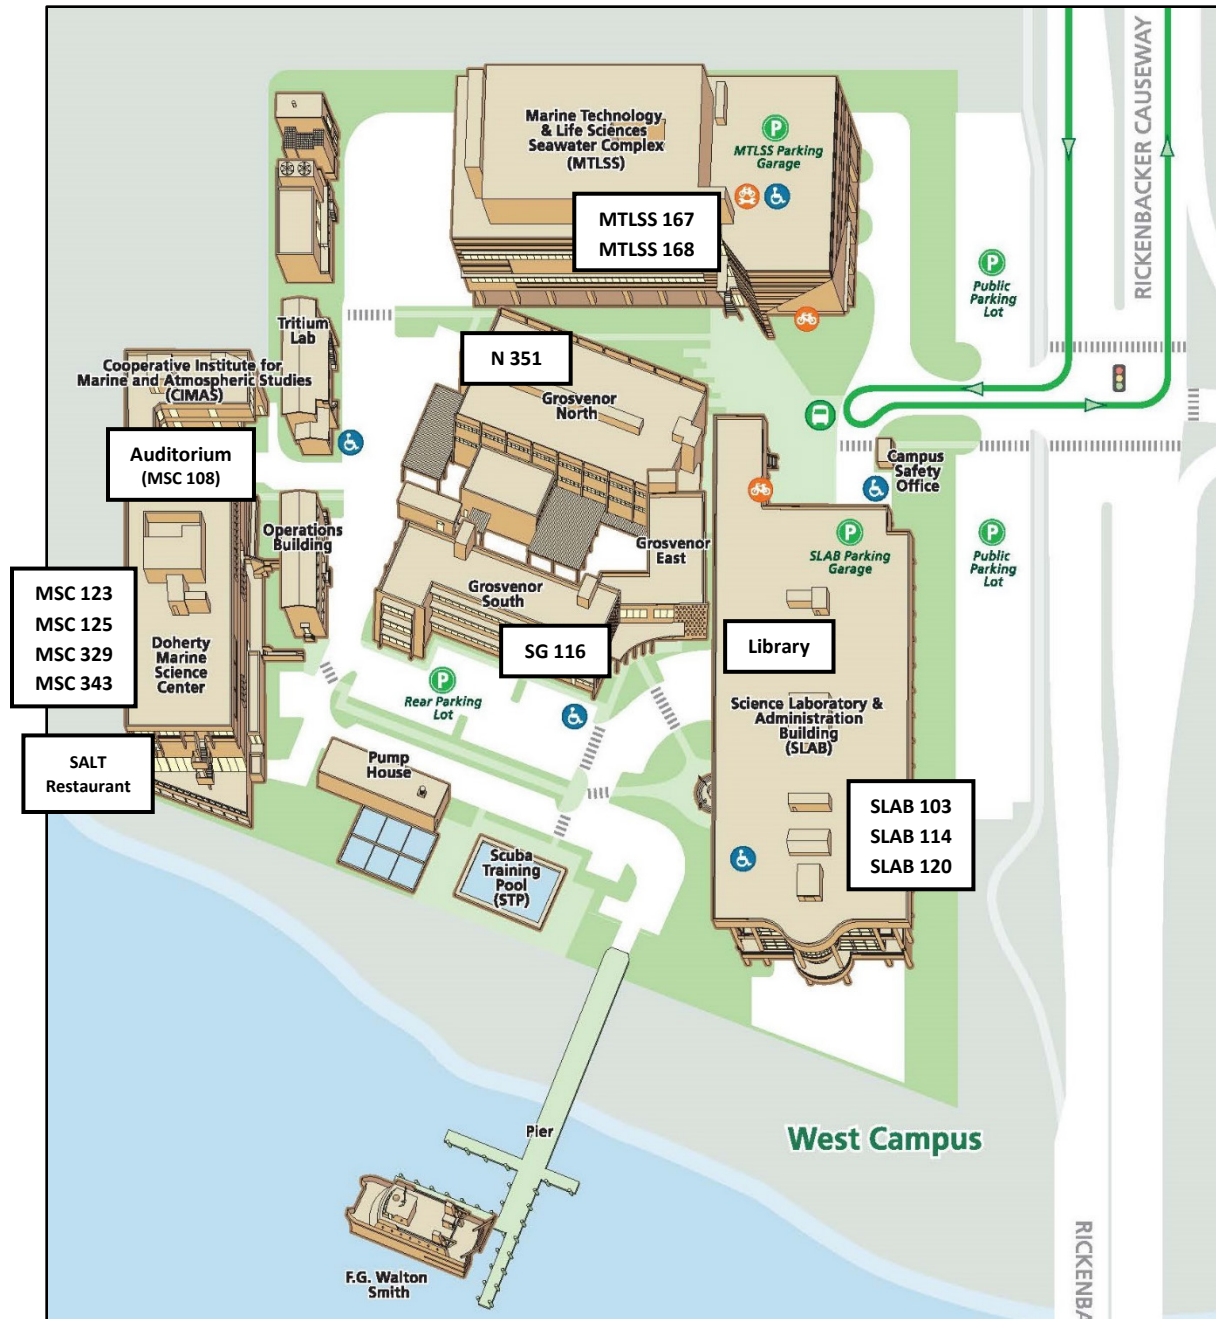 RICKENBACKER CAUSEWAY
Marine Technology
& Life Sciences
Seawater Complex
(MTLSS)
P
MTLSS Parking
Garage
MTLSS 167
MTLSS 168
P
Public
Parking
Lot
Tritium
Lab
N 351
Cooperative Institute for
Marine and Atmospheric Studies
(CIMAS)
Grosvenor
North
Auditorium
(MSC 108)
Campus
Safety
Office
Operations
Building
Grosvenor
East
P
SLAB Parking
Garage
P
Public
Parking
Lot
MSC 123
MSC 125
MSC 329
MSC 343
Doherty
Marine
Science
Center
Grosvenor
South
SG 116
Library
P
Rear Parking
Lot
Science Laboratory &
Administration
Building
(SLAB)
SALT
Restaurant
Pump
House
SLAB 103
SLAB 114
SLAB 120
Scuba
Training
Pool
(STP)
Pier
West Campus
F.G. Walton
Smith
RICKENBA